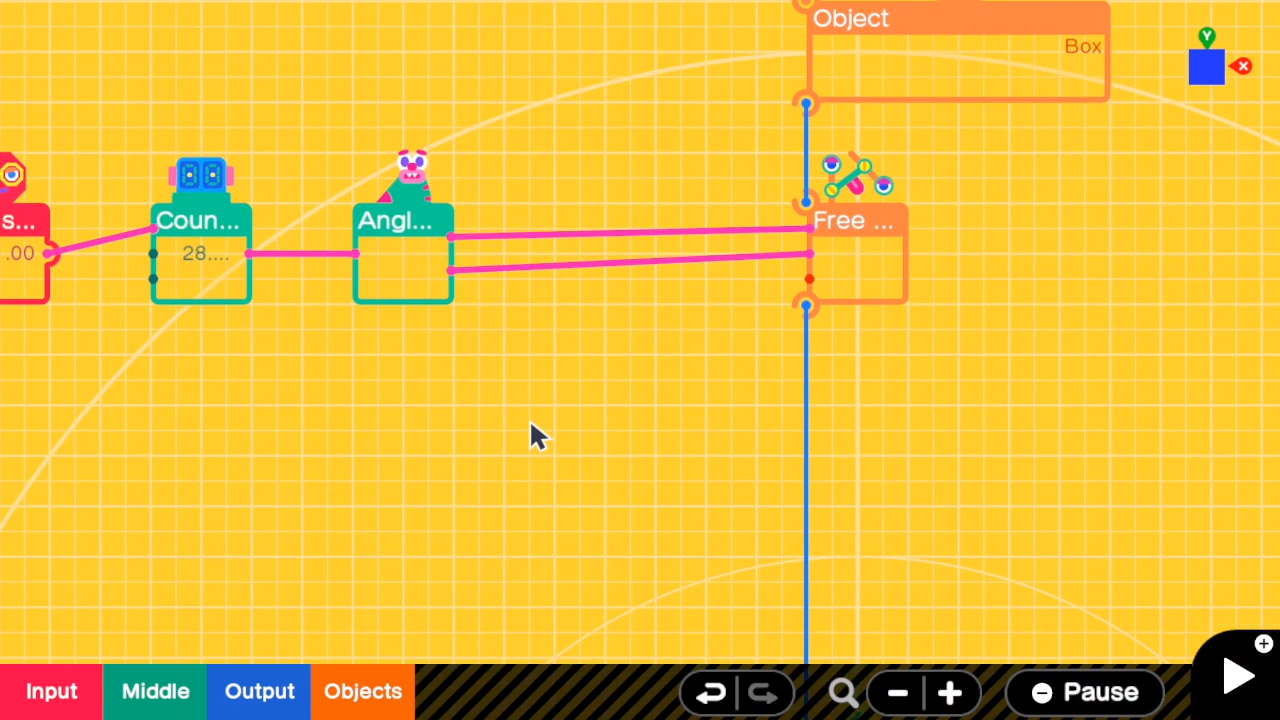 Object
Box
Y
X
s...
Coun...
Angl...
Free ...
.00
28....
Input
Middle
Output
Objects
Pause